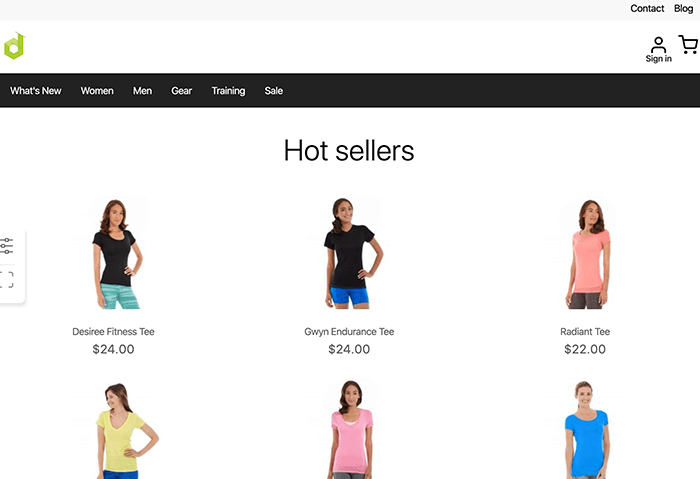 Contact Blog
Sign in
What's New Women Men Gear Training Sale
Hot sellers
Desiree Fitness Tee Gwyn Endurance Tee Radiant Tee
$24.00 $24.00 $22.00